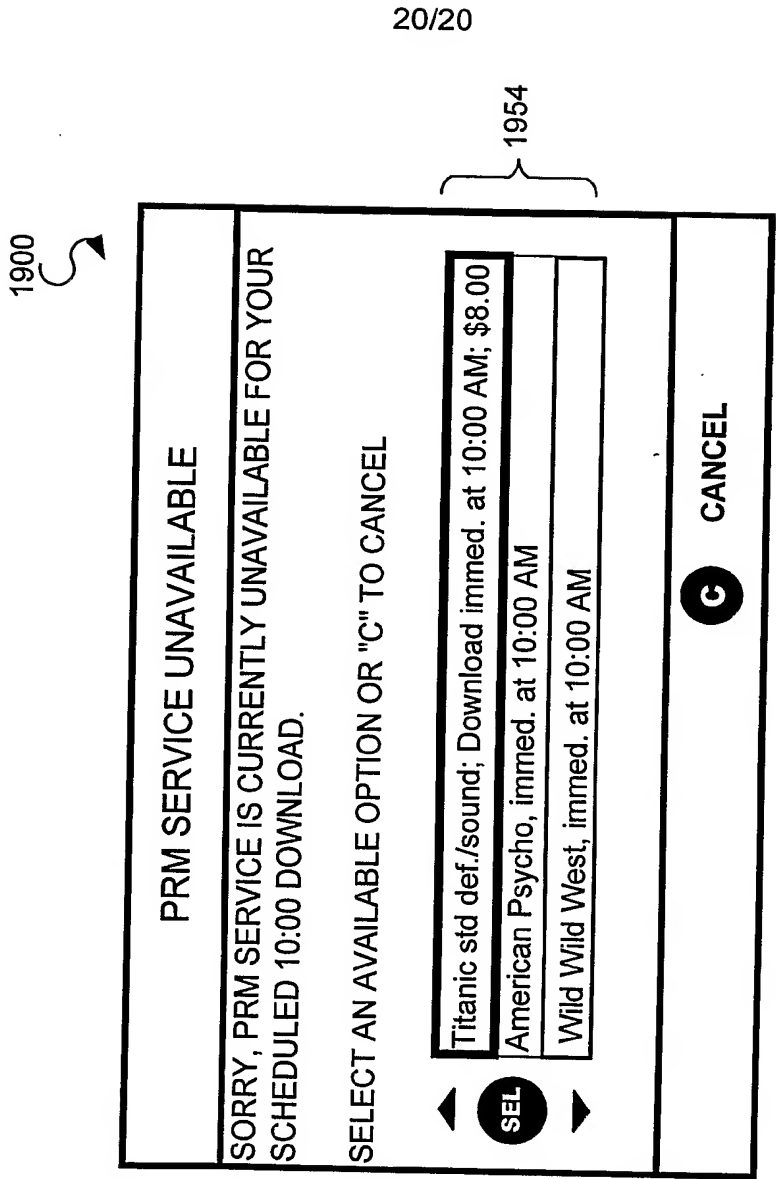 20/20
1900
PRM SERVICE UNAVAILABLE
SORRY, PRM SERVICE IS CURRENTLY UNAVAILABLE FOR YOUR
SCHEDULED 10:00 DOWNLOAD.
SELECT AN AVAILABLE OPTION OR "C" TO CANCEL
SEL
Titanic std def./sound; Download immed. at 10:00 AM; $8.00
American Psycho, immed. at 10:00 AM
Wild Wild West, immed. at 10:00 AM
1954
C CANCEL